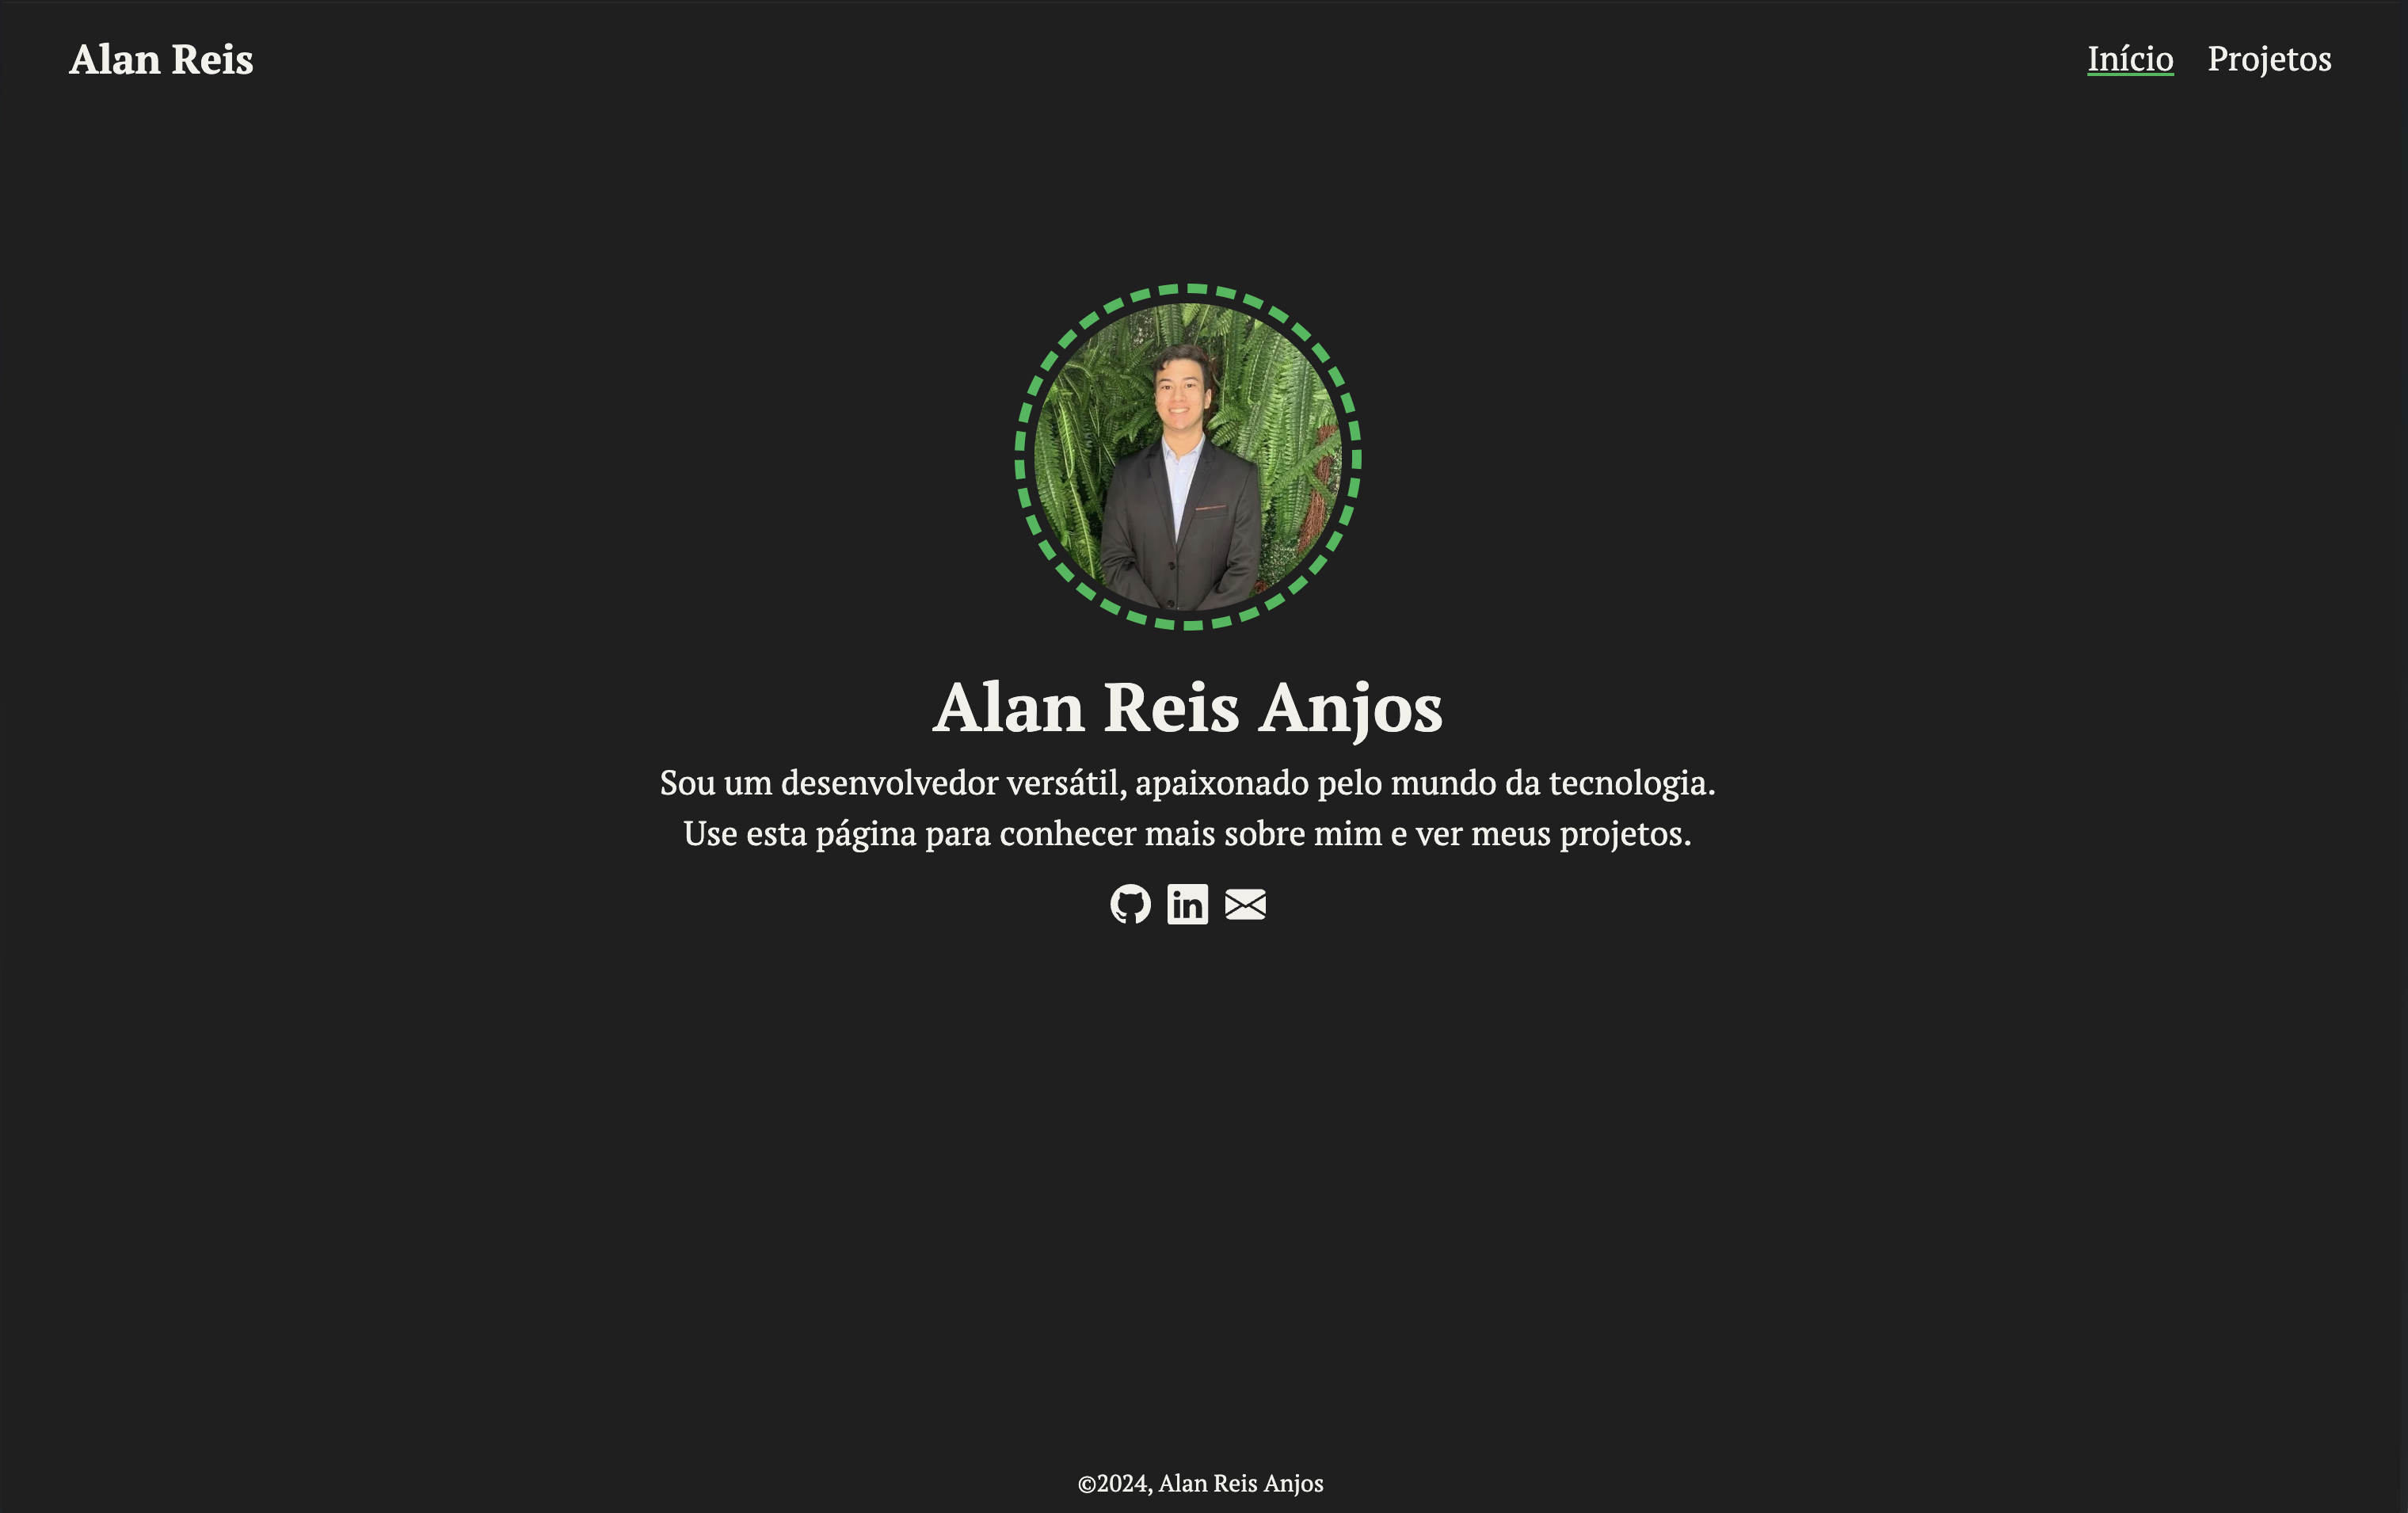 Alan Reis
Início Projetos
Alan Reis Anjos
Sou um desenvolvedor versátil, apaixonado pelo mundo da tecnologia.
Use esta página para conhecer mais sobre mim e ver meus projetos.
in
©2024, Alan Reis Anjos